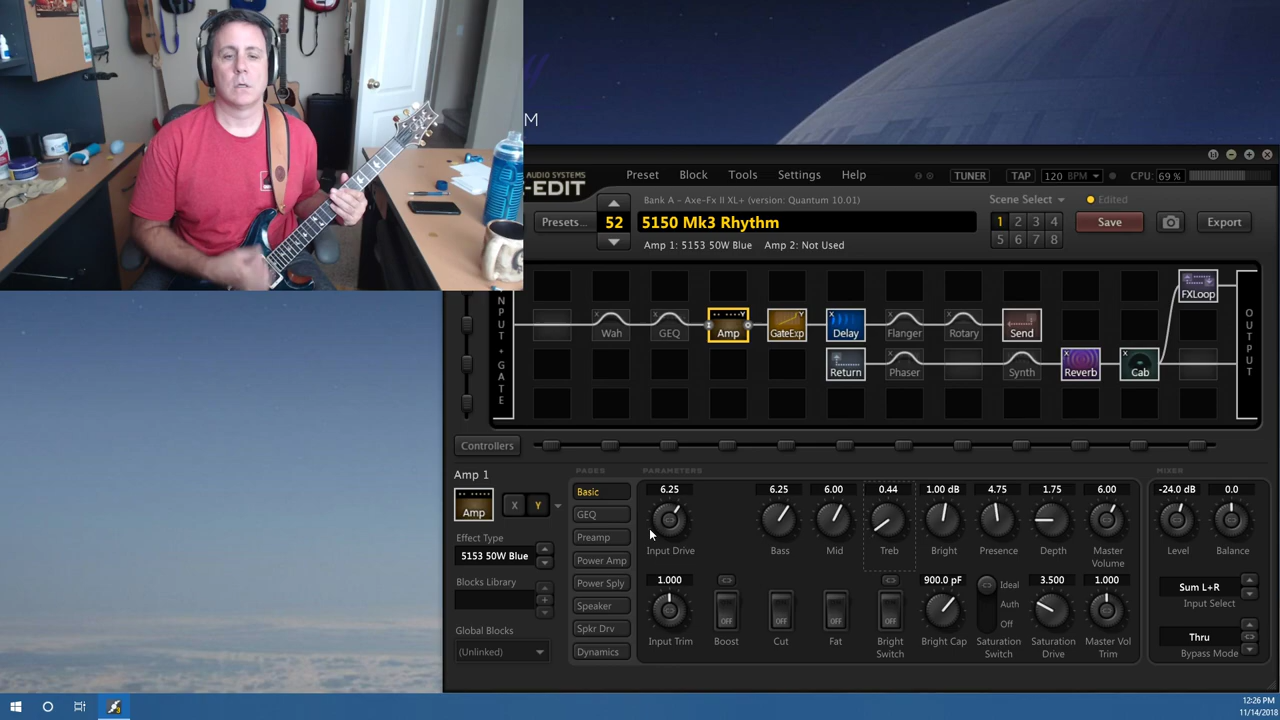 M
AUDIO SYSTEMS
-EDIT
Preset Block Tools Settings Help
TUNER TAP 120 BPM CPU: 69 %
Presets... 52
Bank A - Axe-Fx II XL+ (version: Quantum 10.01)
5150 Mk3 Rhythm
Amp 1: 5153 50W Blue Amp 2: Not Used
Scene Select Edited
1 2 3 4
5 6 7 8
Save Export
INPUT + GATE
FXLoop
X Wah X GEQ Y Amp Y GateExp X Delay X Flanger X Rotary Send
Return X Phaser Synth X Reverb X Cab
OUTPUT
Controllers
Amp 1
Amp X Y
Effect Type
5153 50W Blue
Blocks Library
Global Blocks
(Unlinked)
PAGES
Basic
GEQ
Preamp
Power Amp
Power Sply
Speaker
Spkr Drv
Dynamics
PARAMETERS
6.25 6.25 6.00 0.44 1.00 dB 4.75 1.75 6.00
Input Drive Bass Mid Treb Bright Presence Depth Master Volume
1.000 900.0 pF Ideal 3.500 1.000
Auto
OFF OFF OFF OFF Off
Input Trim Boost Cut Fat Bright Switch Bright Cap Saturation Switch Saturation Drive Master Vol Trim
MIXER
-24.0 dB 0.0
Level Balance
Sum L+R
Input Select
Thru
Bypass Mode
12:26 PM
11/14/2018